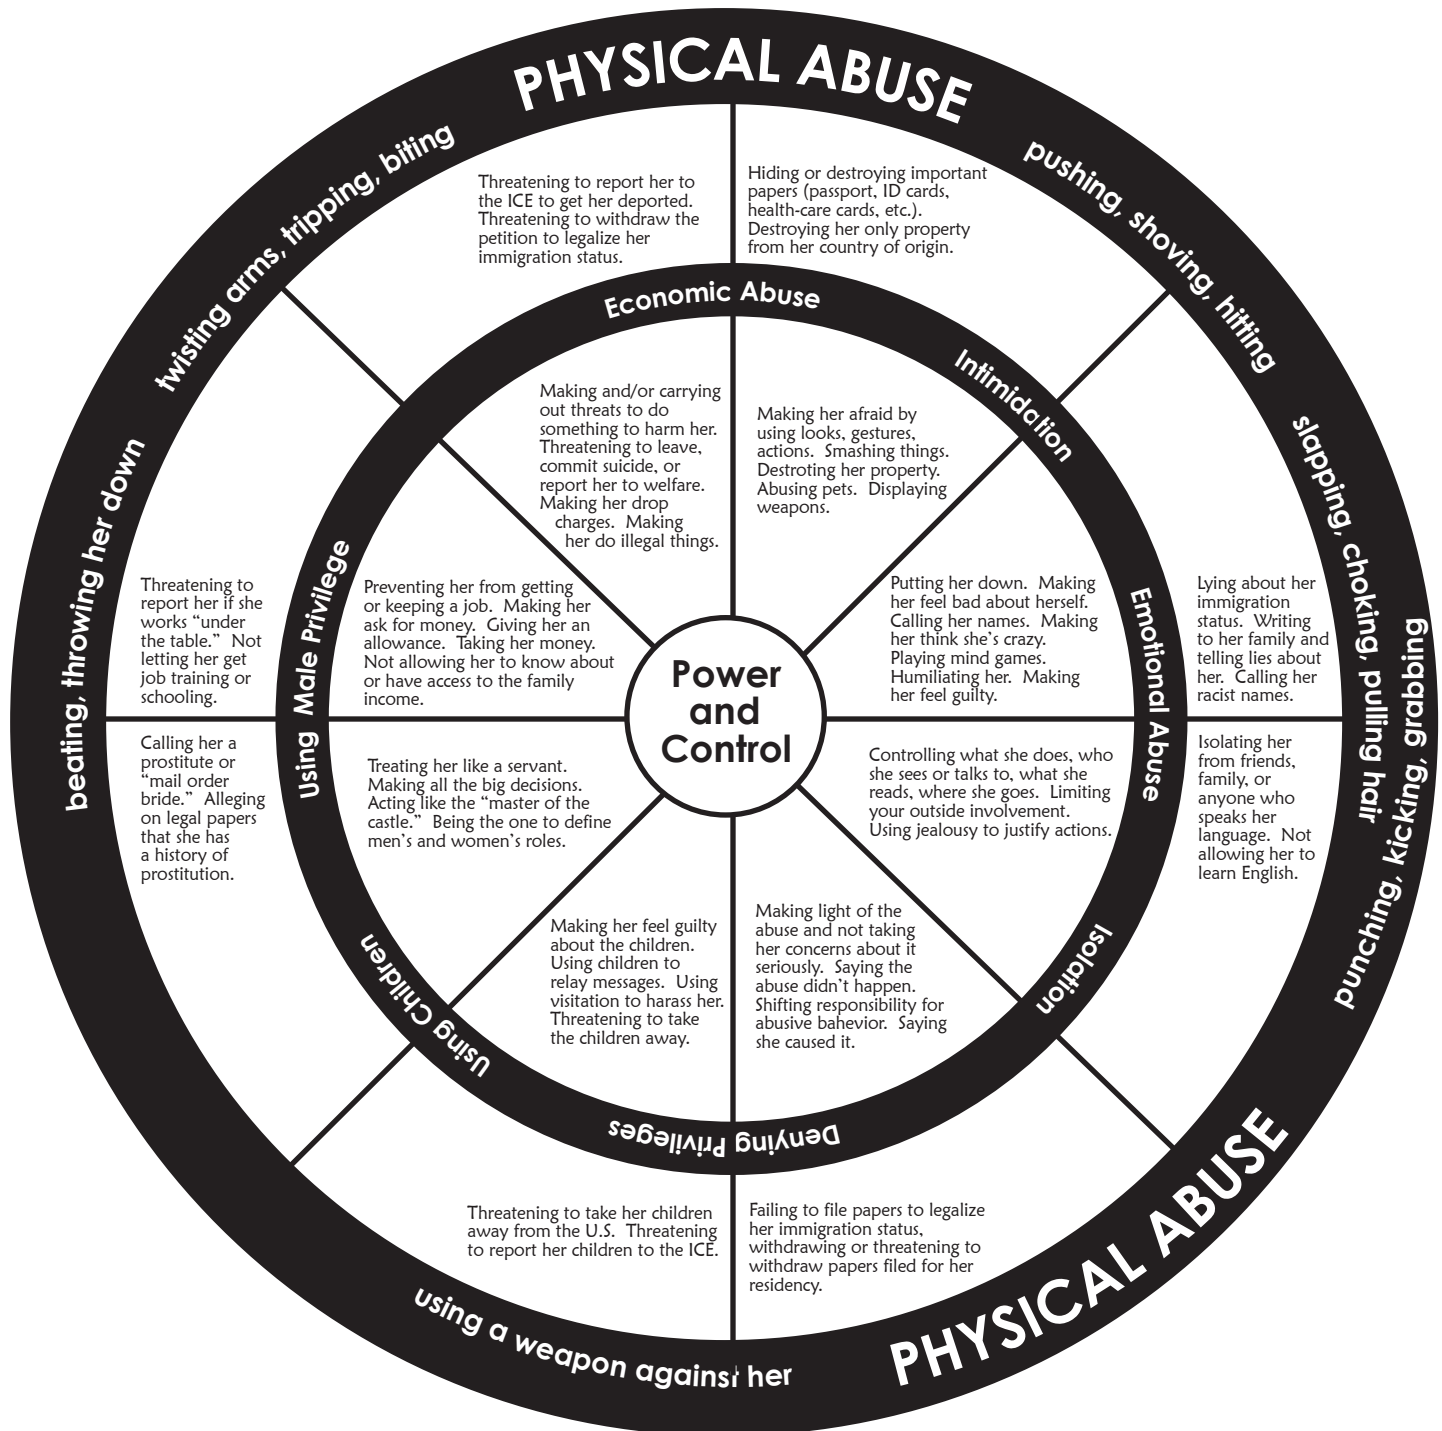 PHYSICAL ABUSE
twisting arms, tripping, biting
pushing, shoving, hitting
Threatening to report her to
the ICE to get her deported.
Threatening to withdraw the
petition to legalize her
immigration status.
Hiding or destroying important
papers (passport, ID cards,
health-care cards, etc.).
Destroying her only property
from her country of origin.
Economic Abuse
Intimidation
Making and/or carrying
out threats to do
something to harm her.
Threatening to leave,
commit suicide, or
report her to welfare.
Making her drop
charges. Making
her do illegal things.
Making her afraid by
using looks, gestures,
actions. Smashing things.
Destroting her property.
Abusing pets. Displaying
weapons.
beating, throwing her down
slapping, choking, pulling hair
Threatening to
report her if she
works “under
the table.” Not
letting her get
job training or
schooling.
Using Male Privilege
Preventing her from getting
or keeping a job. Making her
ask for money. Giving her an
allowance. Taking her money.
Not allowing her to know about
or have access to the family
income.
Power
and
Control
Putting her down. Making
her feel bad about herself.
Calling her names. Making
her think she’s crazy.
Playing mind games.
Humiliating her. Making
her feel guilty.
Emotional Abuse
Lying about her
immigration
status. Writing
to her family and
telling lies about
her. Calling her
racist names.
punching, kicking, grabbing
Calling her a
prostitute or
“mail order
bride.” Alleging
on legal papers
that she has
a history of
prostitution.
Treating her like a servant.
Making all the big decisions.
Acting like the “master of the
castle.” Being the one to define
men’s and women’s roles.
Controlling what she does, who
she sees or talks to, what she
reads, where she goes. Limiting
your outside involvement.
Using jealousy to justify actions.
Isolating her
from friends,
family, or
anyone who
speaks her
language. Not
allowing her to
learn English.
Using Children
Making her feel guilty
about the children.
Using children to
relay messages. Using
visitation to harass her.
Threatening to take
the children away.
Making light of the
abuse and not taking
her concerns about it
seriously. Saying the
abuse didn’t happen.
Shifting responsibility for
abusive bahevior. Saying
she caused it.
Isolation
Denying Privileges
Threatening to take her children
away from the U.S. Threatening
to report her children to the ICE.
Failing to file papers to legalize
her immigration status,
withdrawing or threatening to
withdraw papers filed for her
residency.
using a weapon against her
PHYSICAL ABUSE